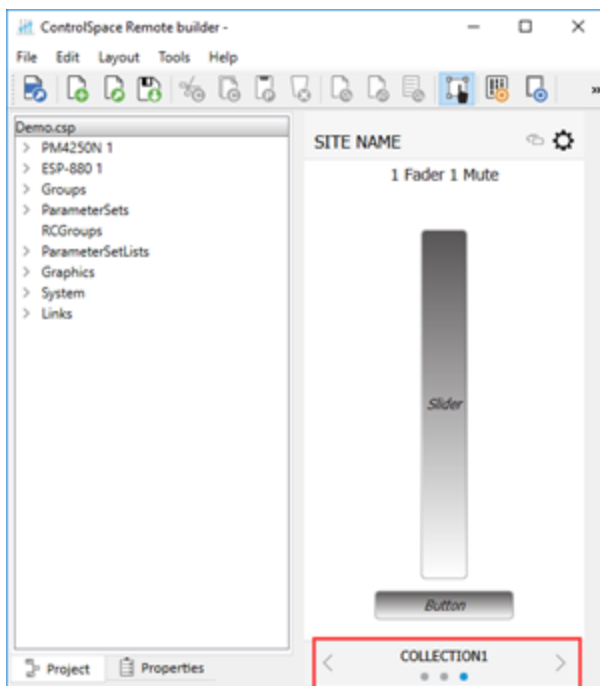 ControlSpace Remote builder -
File Edit Layout Tools Help
Demo.csp
PM4250N 1
ESP-880 1
Groups
ParameterSets
RCGroups
ParameterSetLists
Graphics
System
Links
SITE NAME
1 Fader 1 Mute
Slider
Button
COLLECTION1
Project Properties